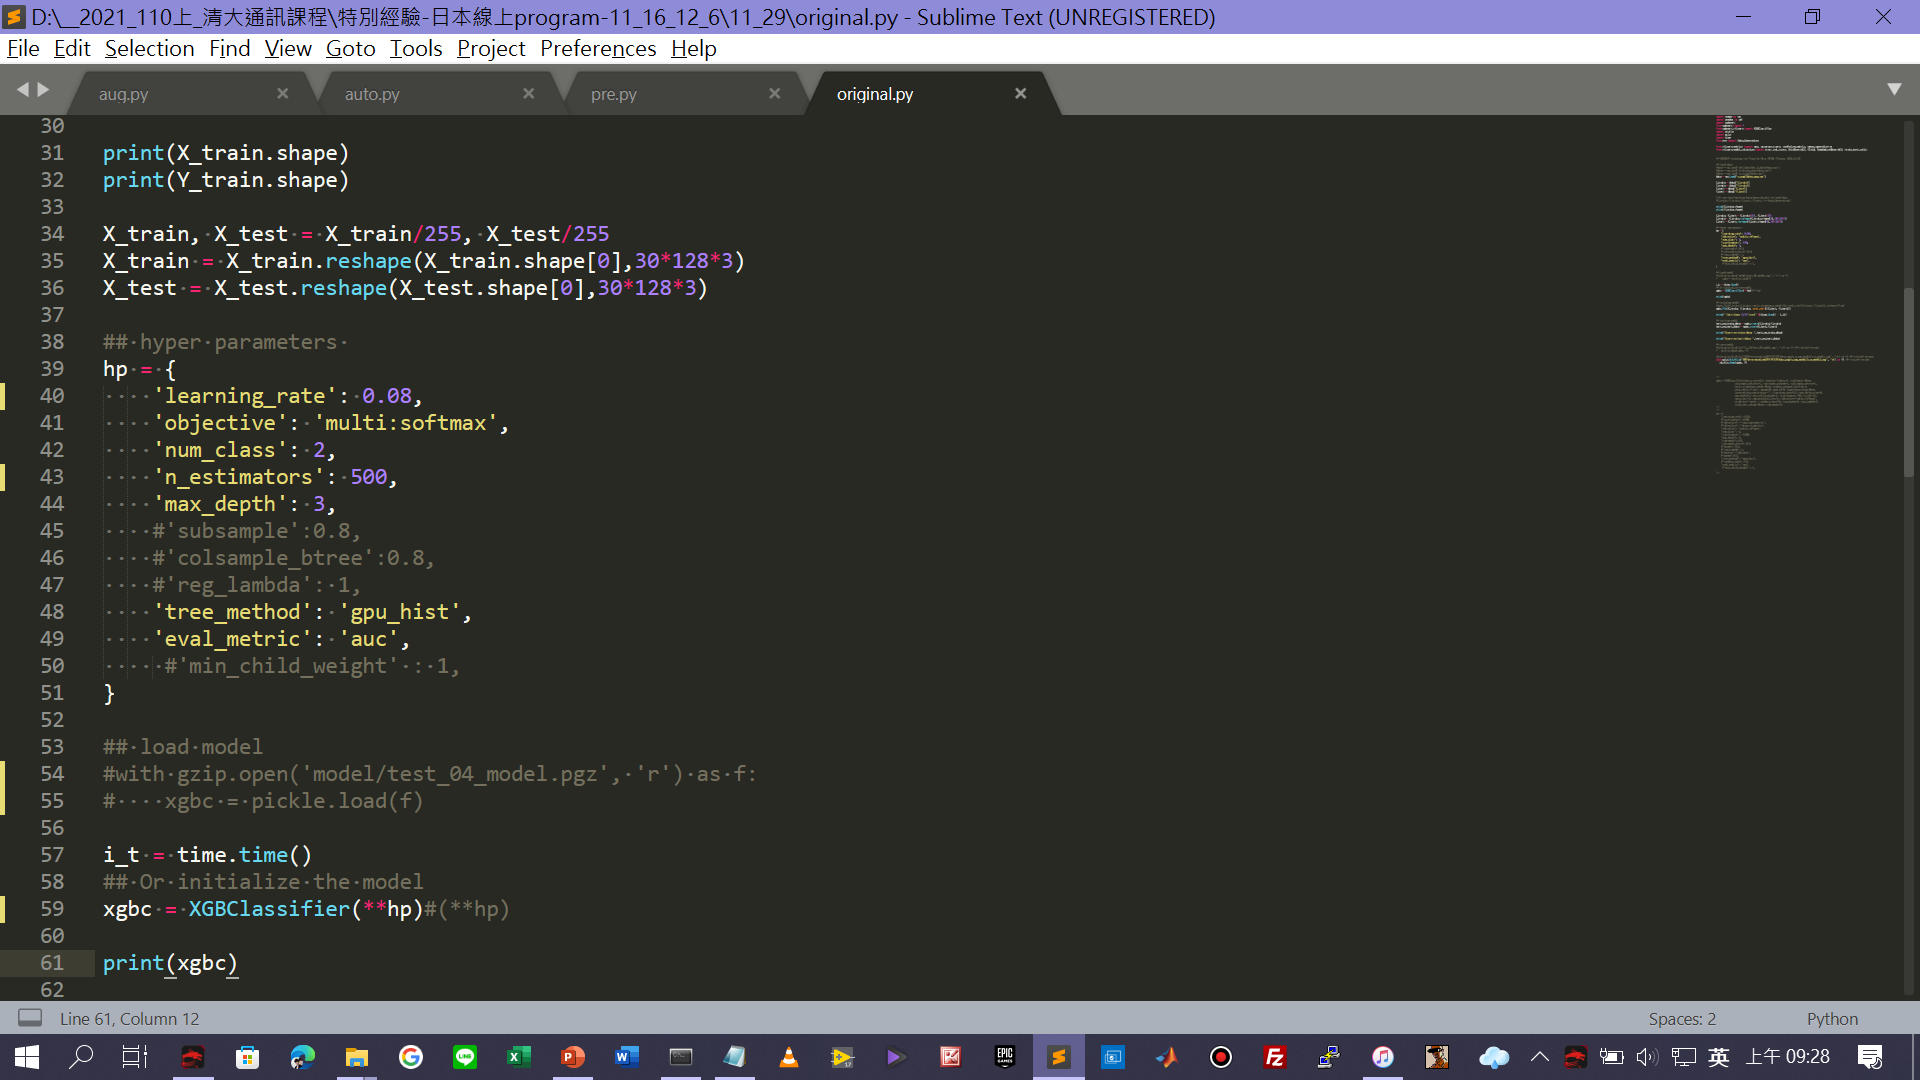 D:\__2021_110上_清大通訊課程\特別經驗-日本線上program-11_16_12_6\11_29\original.py - Sublime Text (UNREGISTERED)
File Edit Selection Find View Goto Tools Project Preferences Help
aug.py auto.py pre.py original.py
30
31 print(X_train.shape)
32 print(Y_train.shape)
33
34 X_train, X_test = X_train/255, X_test/255
35 X_train = X_train.reshape(X_train.shape[0],30*128*3)
36 X_test = X_test.reshape(X_test.shape[0],30*128*3)
37
38 ## hyper parameters
39 hp = {
40     'learning_rate': 0.08,
41     'objective': 'multi:softmax',
42     'num_class': 2,
43     'n_estimators': 500,
44     'max_depth': 3,
45     #'subsample':0.8,
46     #'colsample_btree':0.8,
47     #'reg_lambda': 1,
48     'tree_method': 'gpu_hist',
49     'eval_metric': 'auc',
50      #'min_child_weight' : 1,
51 }
52
53 ## load model
54 #with gzip.open('model/test_04_model.pgz', 'r') as f:
55 #    xgbc = pickle.load(f)
56
57 i_t = time.time()
58 ## Or initialize the model
59 xgbc = XGBClassifier(**hp)#(**hp)
60
61 print(xgbc)
62
Line 61, Column 12 Spaces: 2 Python
英 上午 09:28